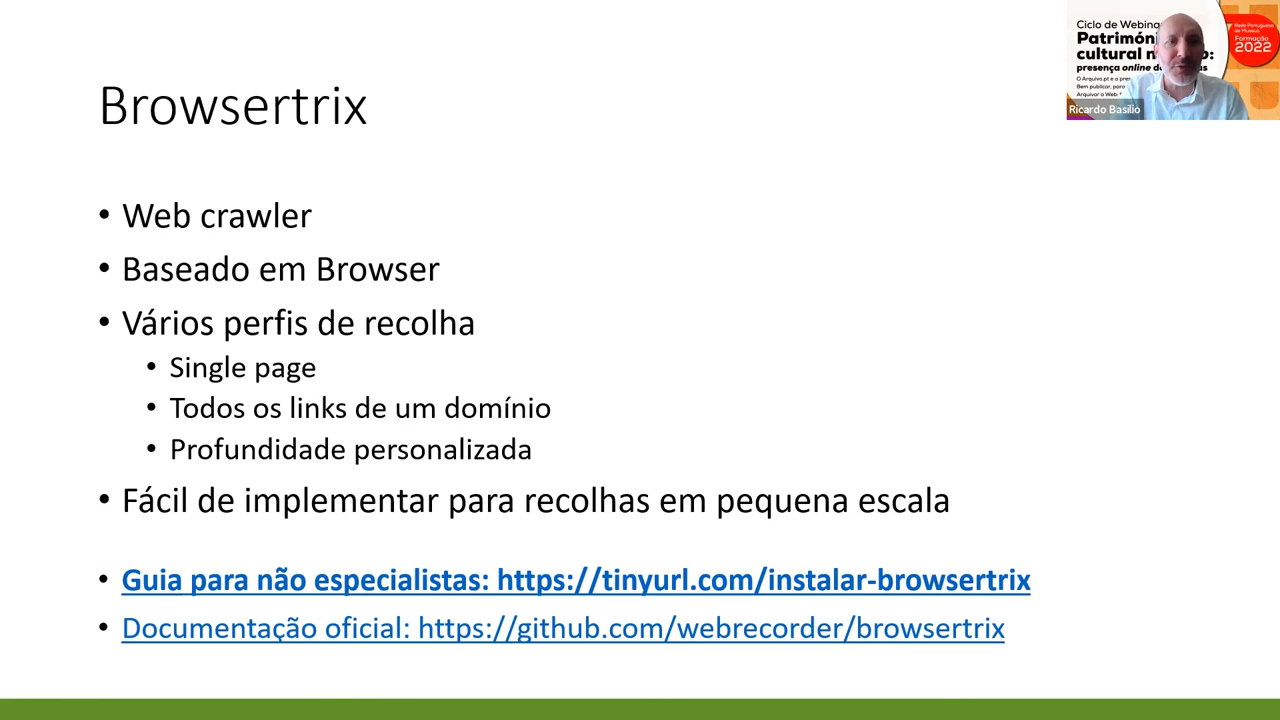 Browsertrix
• Web crawler
• Baseado em Browser
• Vários perfis de recolha
• Single page
• Todos os links de um domínio
• Profundidade personalizada
• Fácil de implementar para recolhas em pequena escala
• Guia para não especialistas: https://tinyurl.com/instalar-browsertrix
• Documentação oficial: https://github.com/webrecorder/browsertrix
Ciclo de Webina
Patrimóni
cultural n o:
presença online d as
O Arquivo.pt e a pre
Bem publicar, para
Arquivar a Web:
Rede Portuguesa
de Museus
Formação
2022
Ricardo Basílio